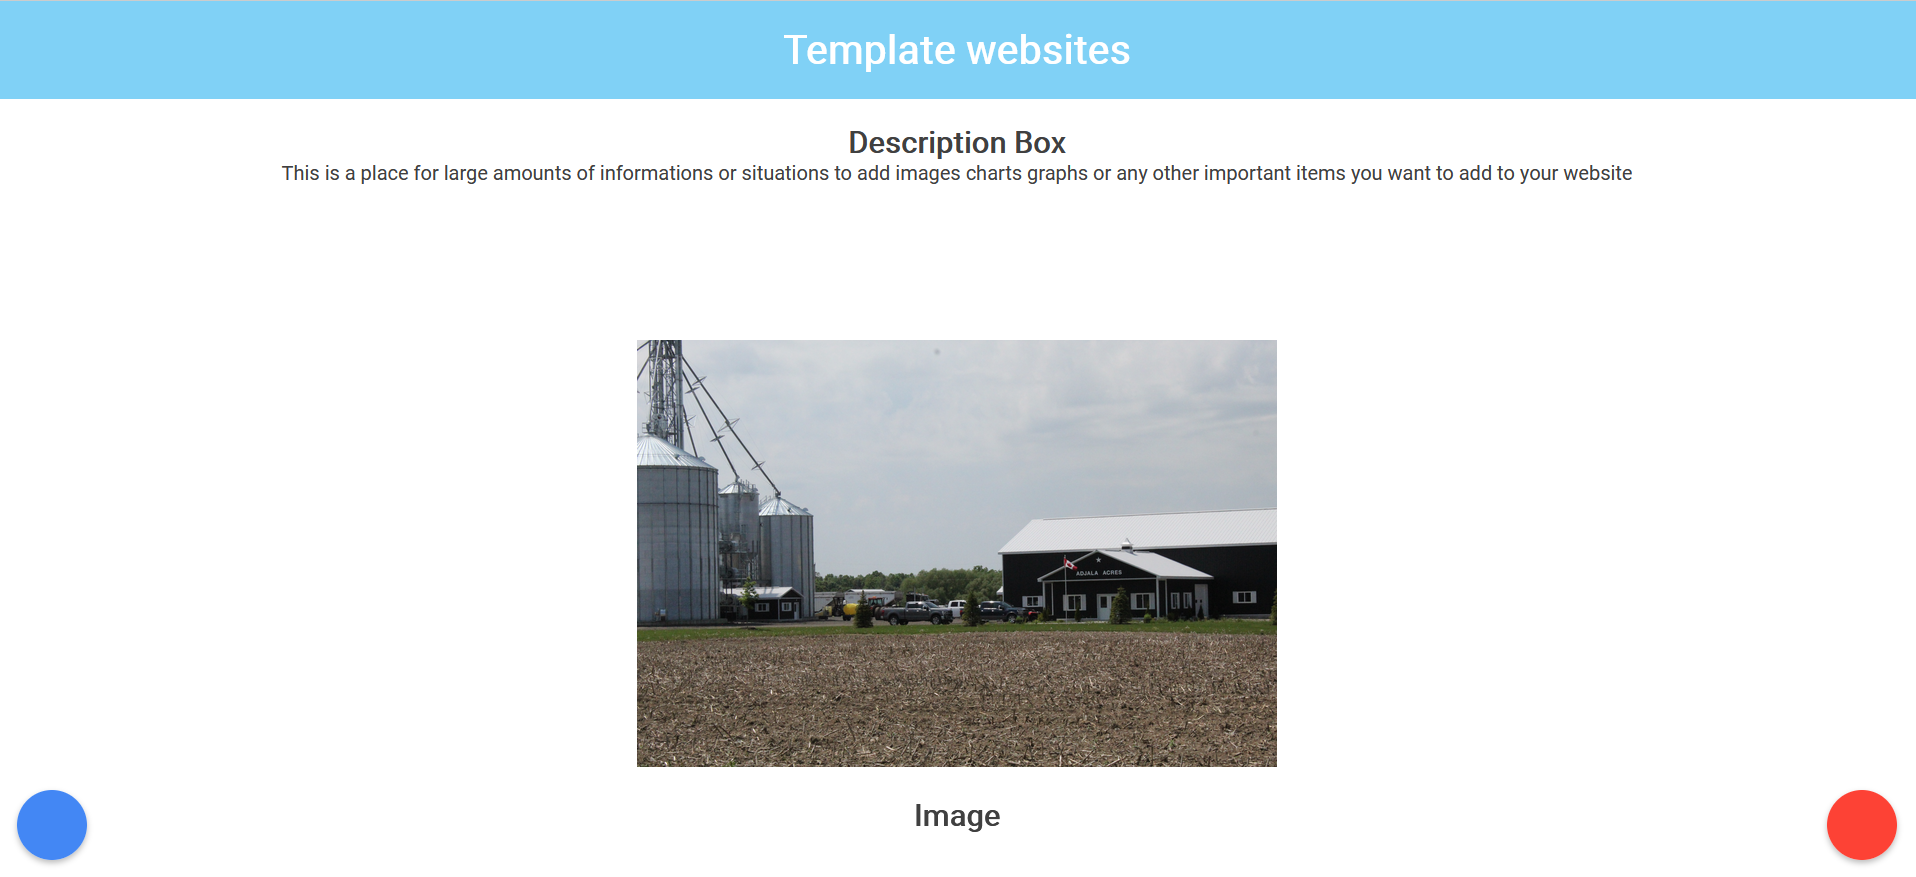 Template websites
Description Box
This is a place for large amounts of informations or situations to add images charts graphs or any other important items you want to add to your website
ADJALA ACRES
Image